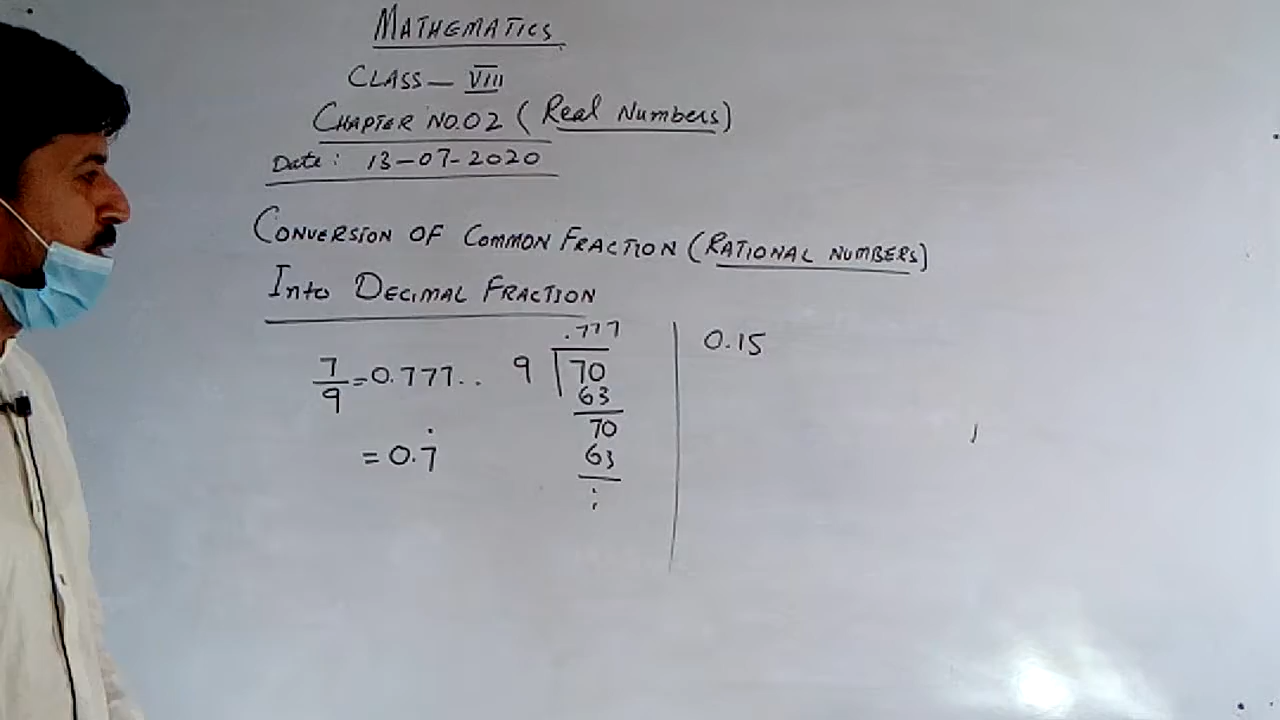 MATHEMATICS
CLASS — VIII
CHAPTER NO.02 (Real Numbers)
Date: 13-07-2020
CONVERSION OF COMMON FRACTION (RATIONAL NUMBERS)
Into DECIMAL FRACTION
7/9 = 0.777..
= 0.7̇
.777
9 70
63
70
63
:
0.15